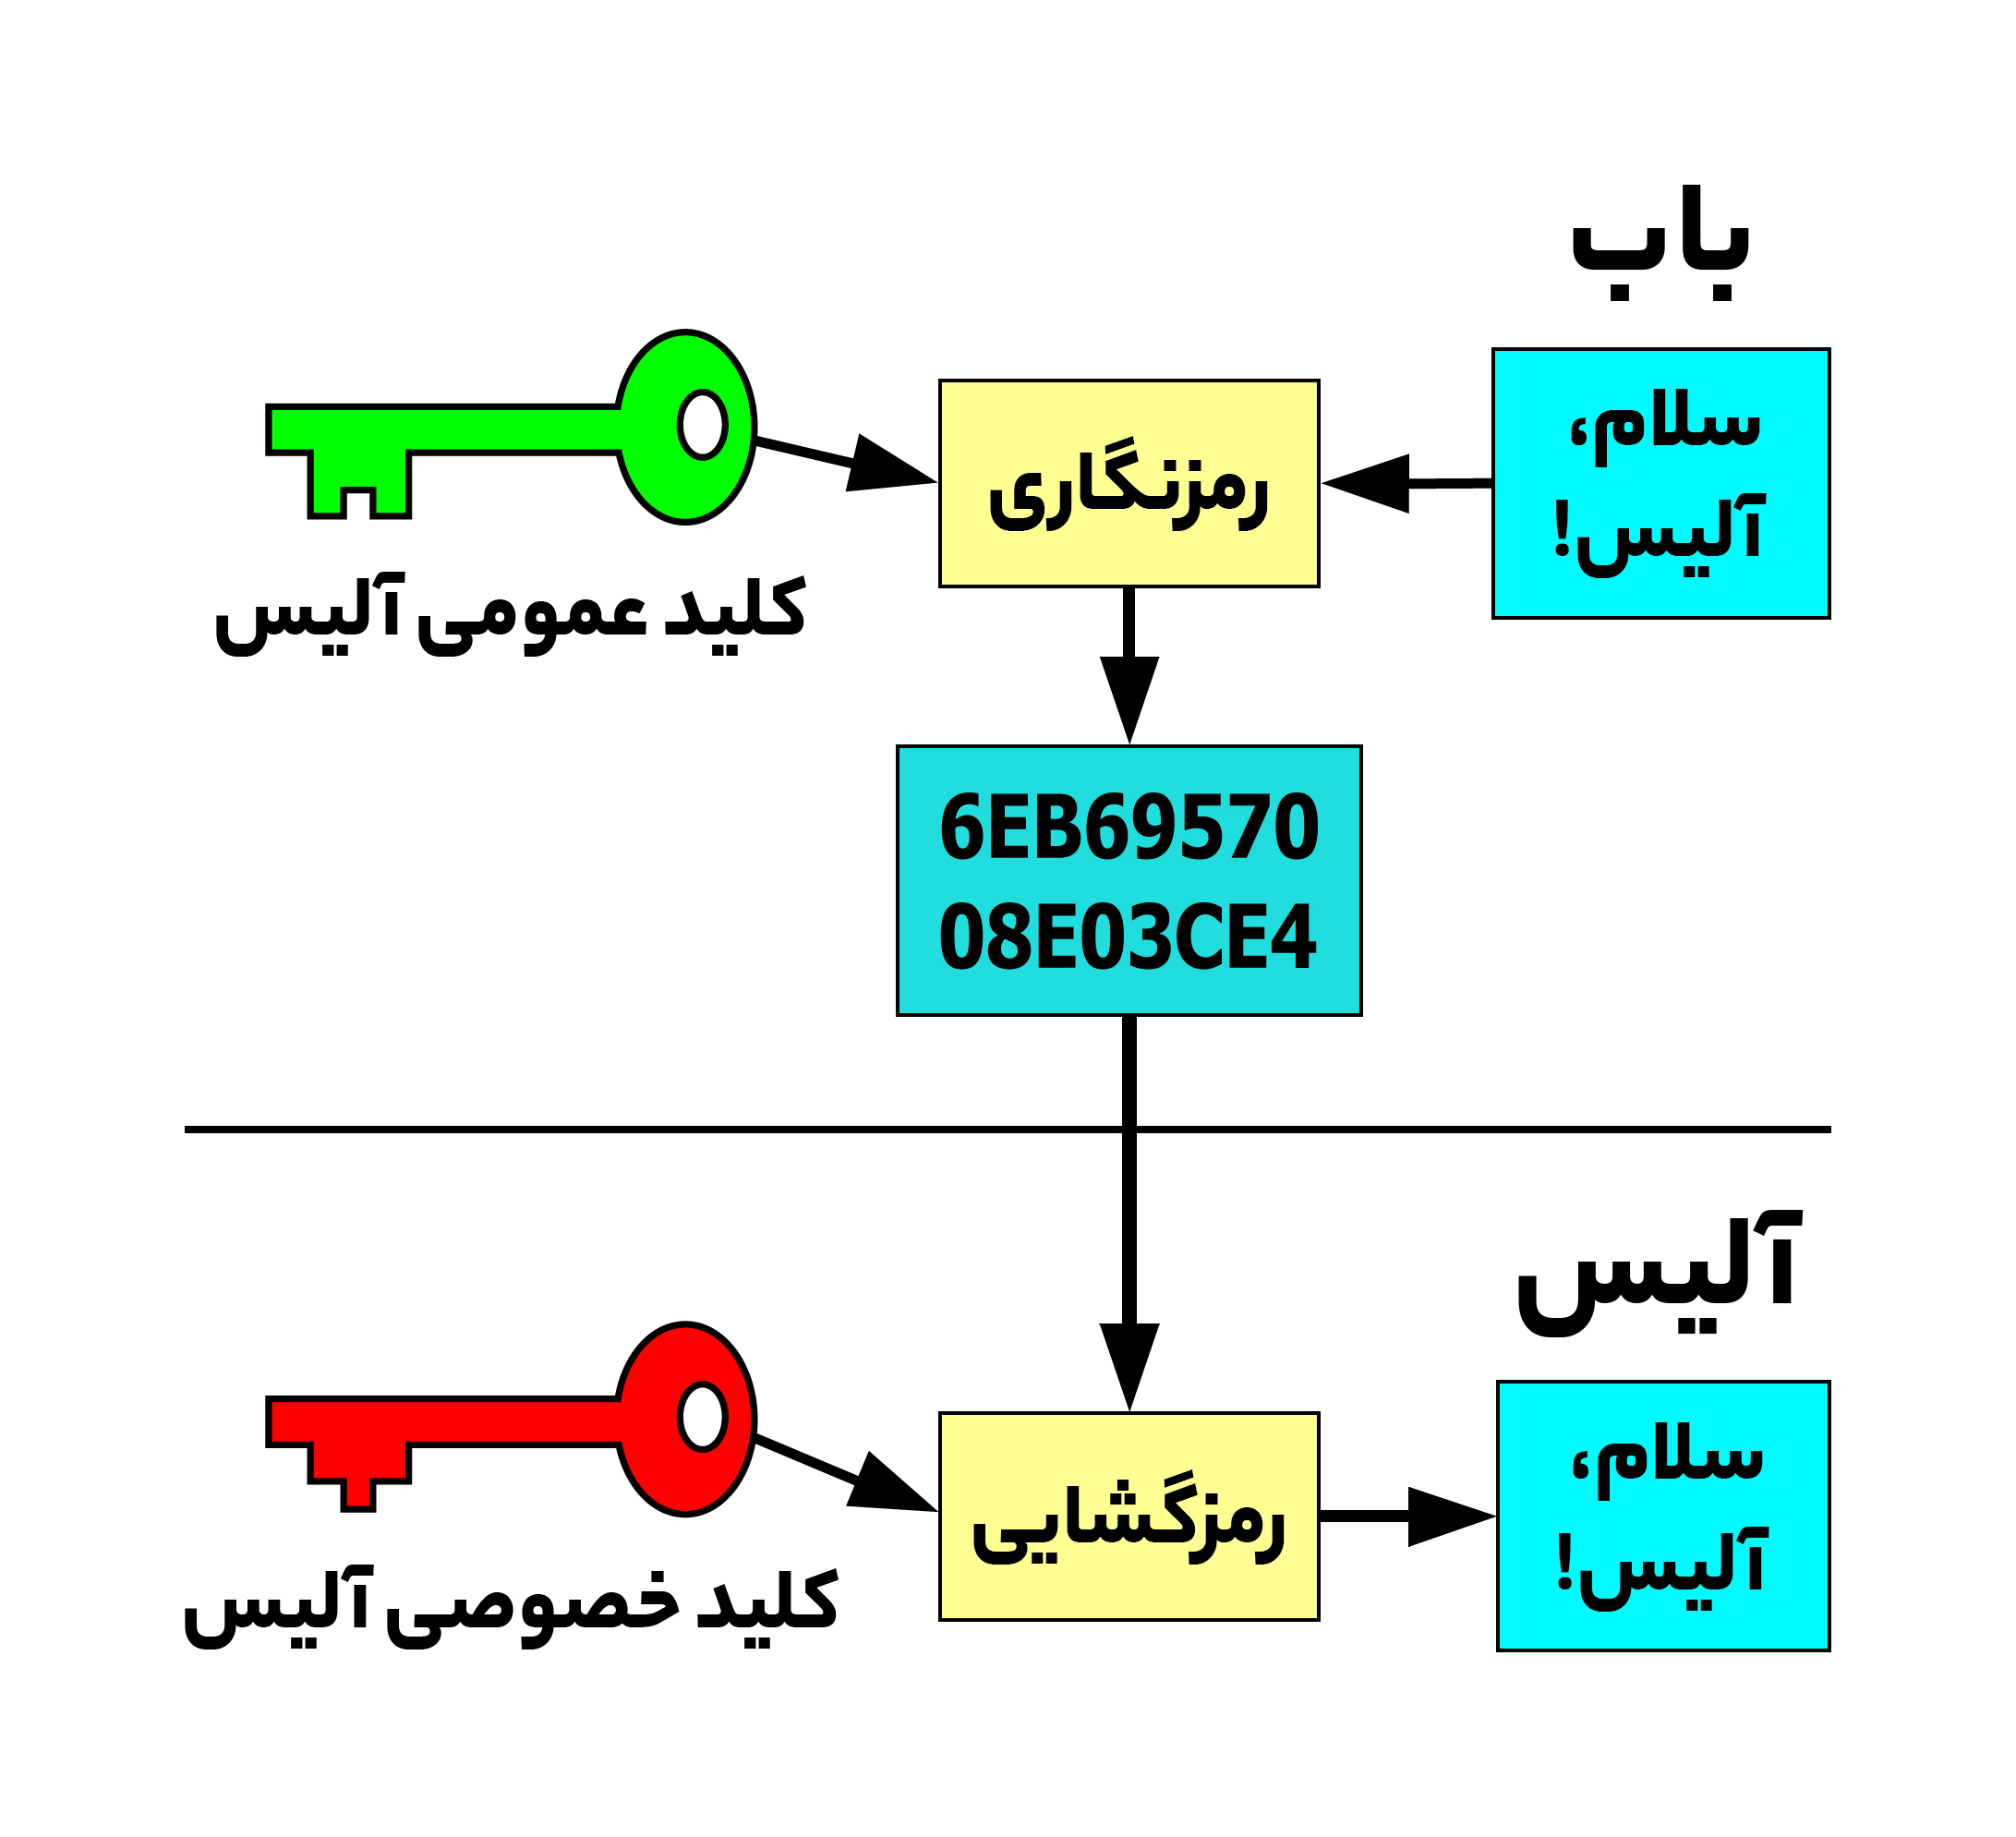 باب
سلام،
آلیس!
رمزنگاری
کلید عمومی آلیس
6EB69570
08E03CE4
آلیس
سلام،
آلیس!
رمزگشایی
کلید خصوصی آلیس